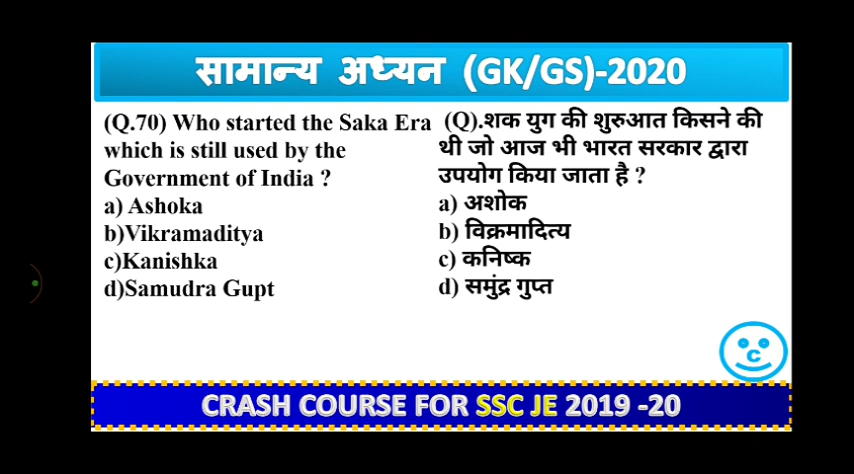 सामान्य अध्यन (GK/GS)-2020
(Q.70) Who started the Saka Era
which is still used by the
Government of India ?
a) Ashoka
b)Vikramaditya
c)Kanishka
d)Samudra Gupt
(Q).शक युग की शुरुआत किसने की
थी जो आज भी भारत सरकार द्वारा
उपयोग किया जाता है ?
a) अशोक
b) विक्रमादित्य
c) कनिष्क
d) समुंद्र गुप्त
C
CRASH COURSE FOR SSC JE 2019 -20